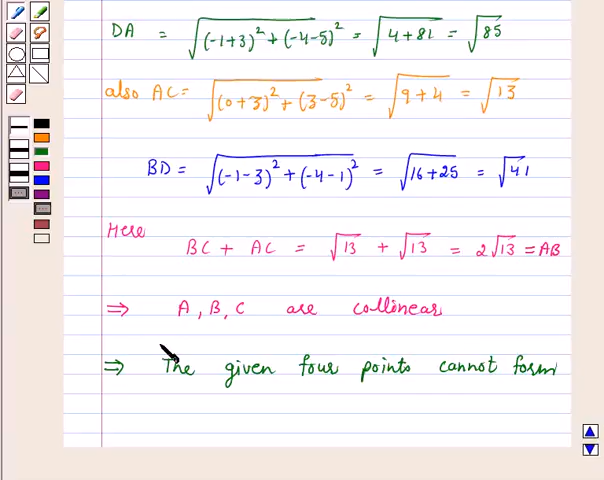 DA = √(-1+3)² + (-4-5)² = √4+81 = √85
also AC = √(0+3)² + (3-5)² = √9+4 = √13
BD = √(-1-3)² + (-4-1)² = √16+25 = √41
Here
BC + AC = √13 + √13 = 2√13 = AB
⇒ A, B, C are collinear
⇒ The given four points cannot form